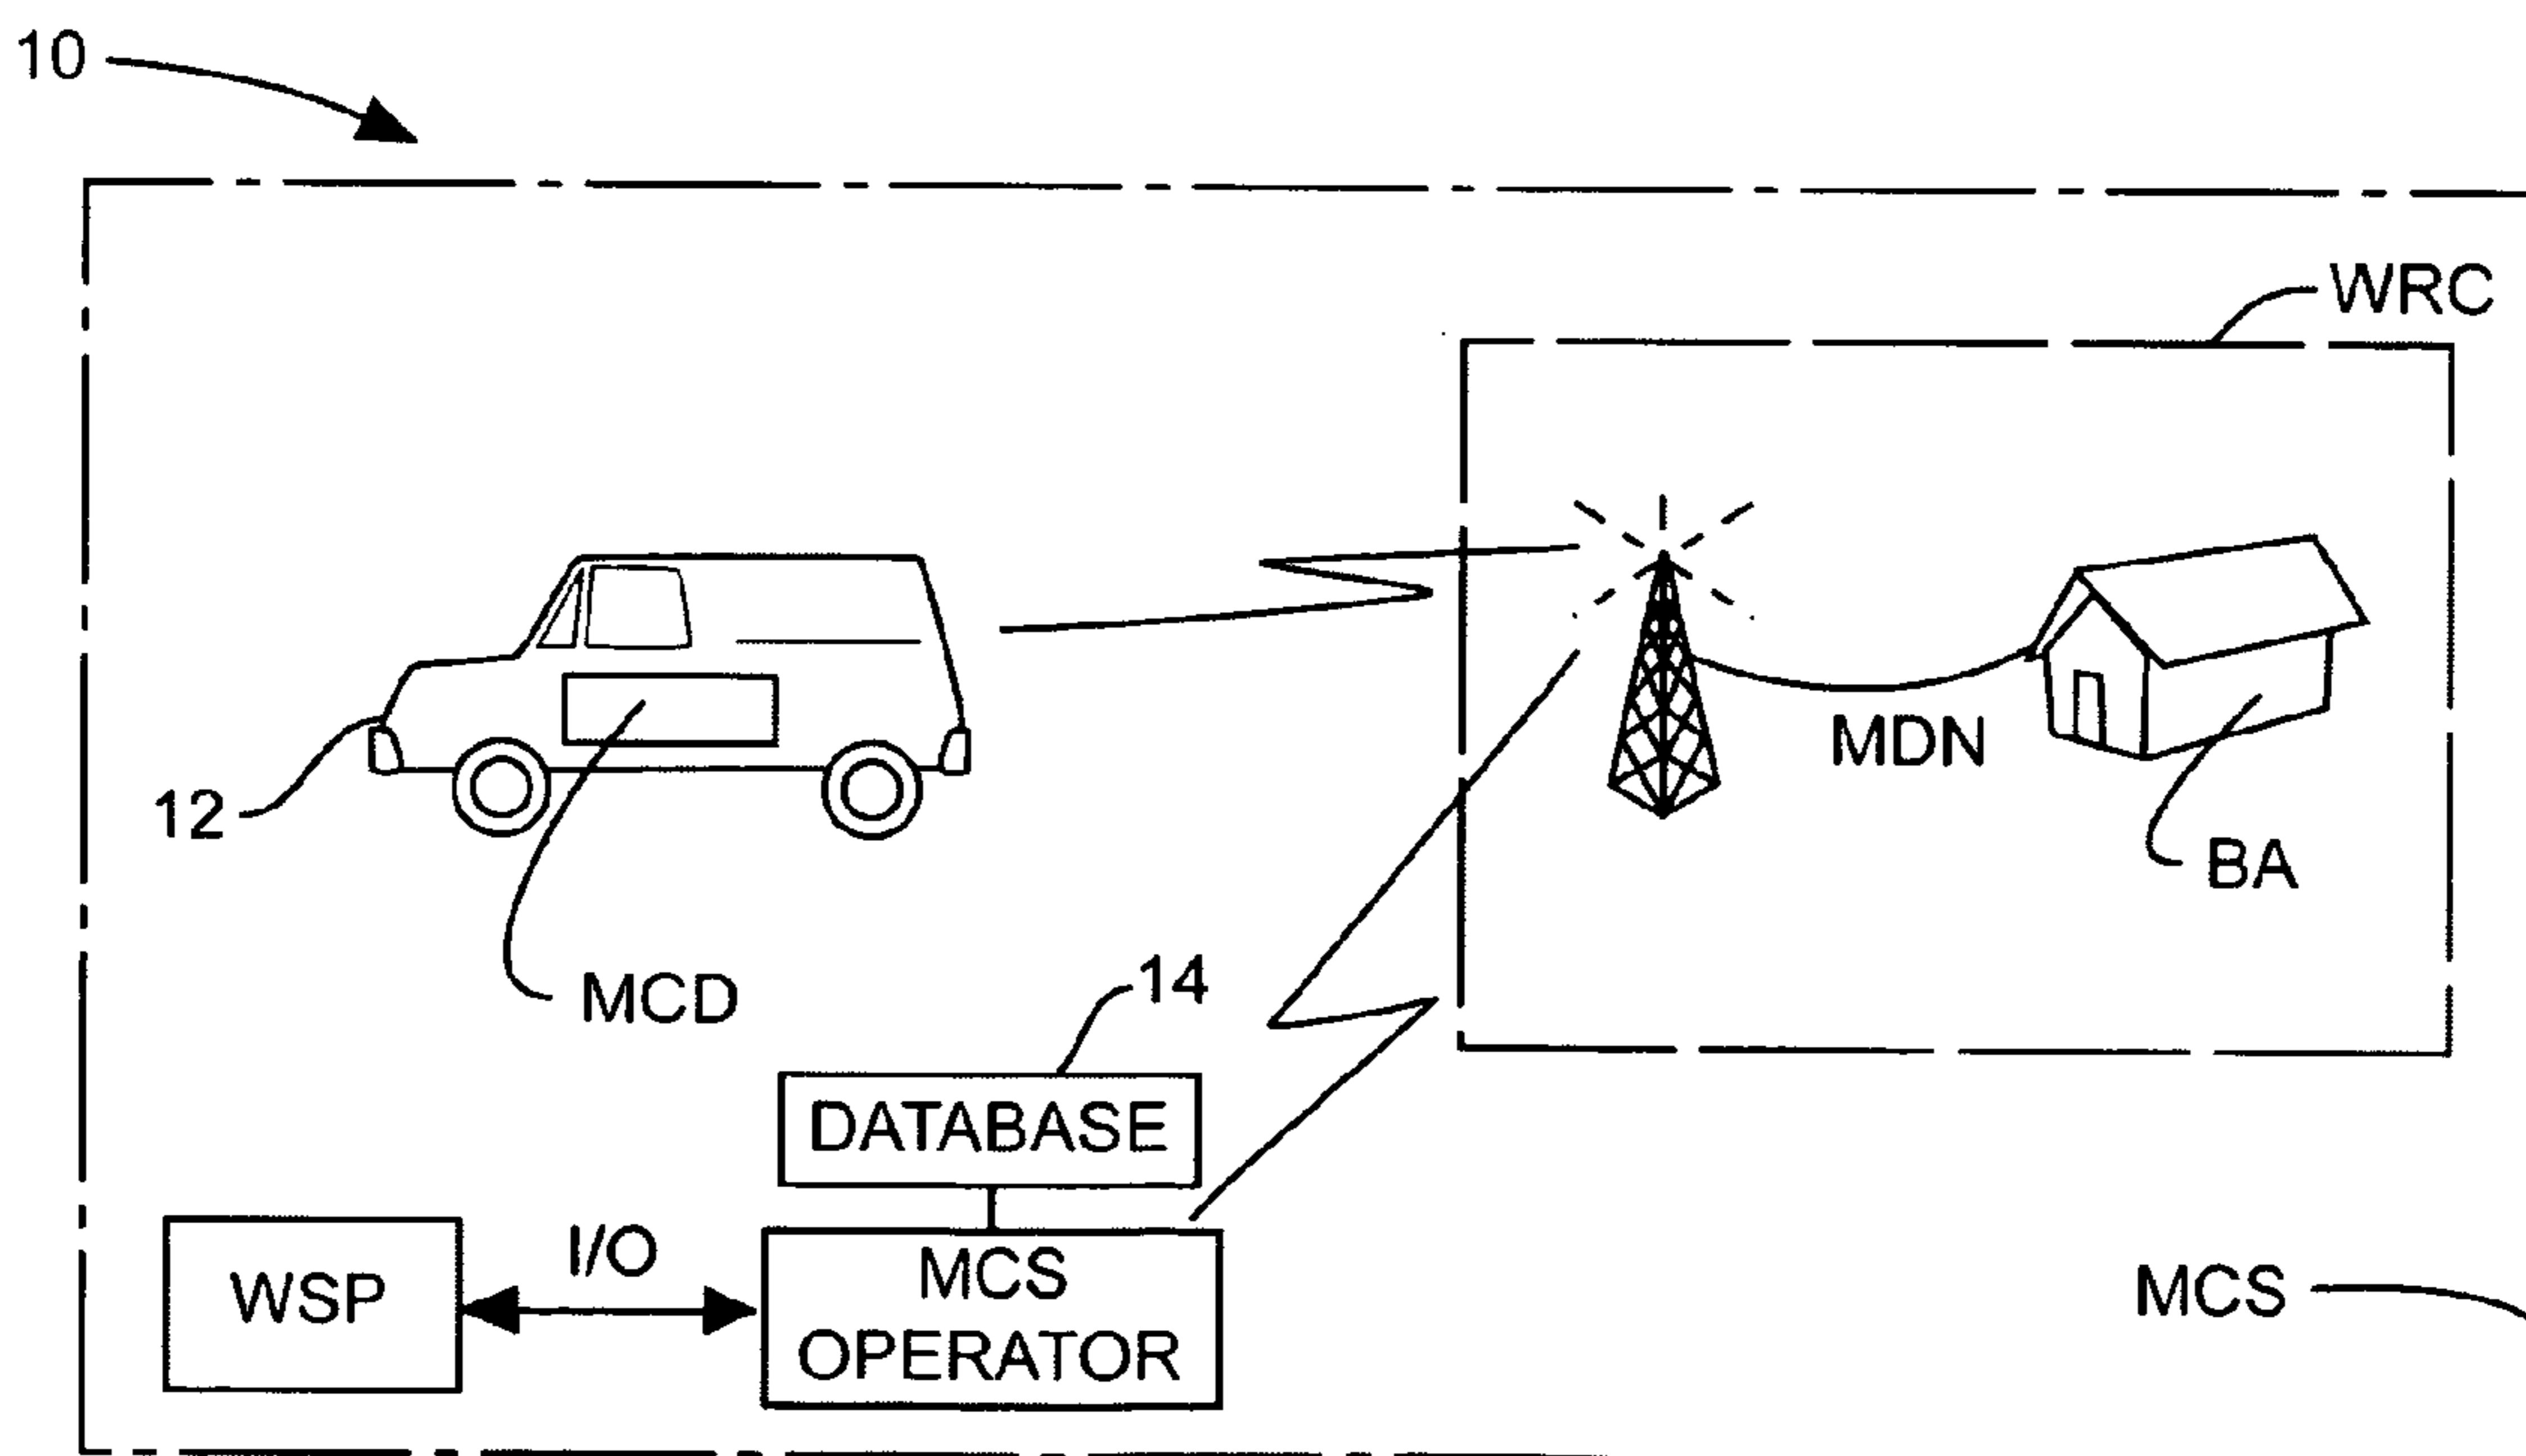 10
WRC
MDN
12
BA
MCD
14
DATABASE
I/O
WSP
MCS
OPERATOR
MCS